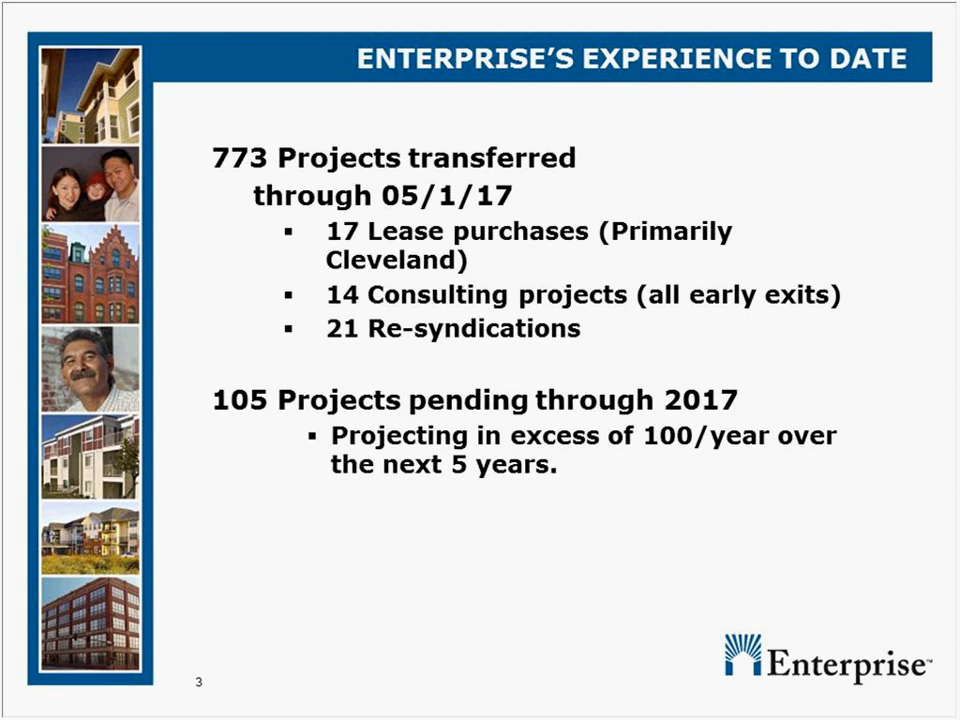 ENTERPRISE'S EXPERIENCE TO DATE
773 Projects transferred
through 05/1/17
▪ 17 Lease purchases (Primarily
Cleveland)
▪ 14 Consulting projects (all early exits)
▪ 21 Re-syndications
105 Projects pending through 2017
▪ Projecting in excess of 100/year over
the next 5 years.
Enterprise™
3